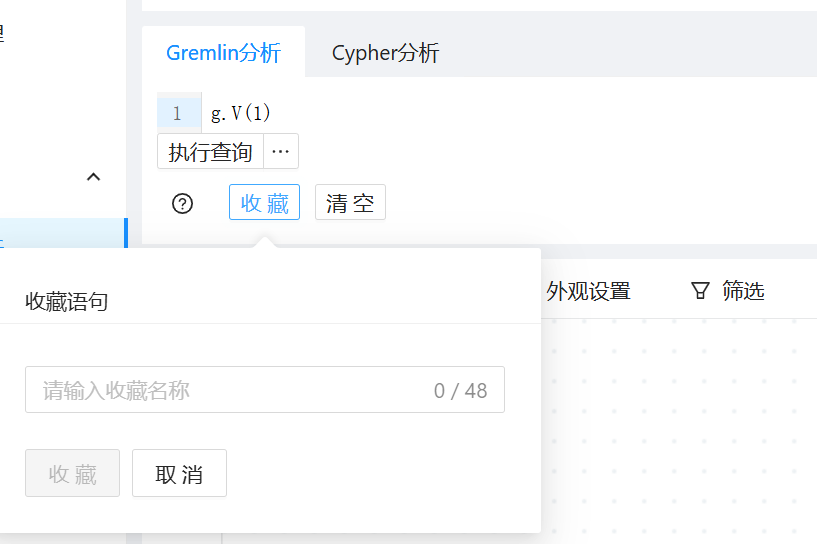 Gremlin分析 Cypher分析
1 g.V(1)
执行查询 ···
收 藏 清 空
收藏语句
外观设置 筛选
请输入收藏名称 0 / 48
收 藏 取 消